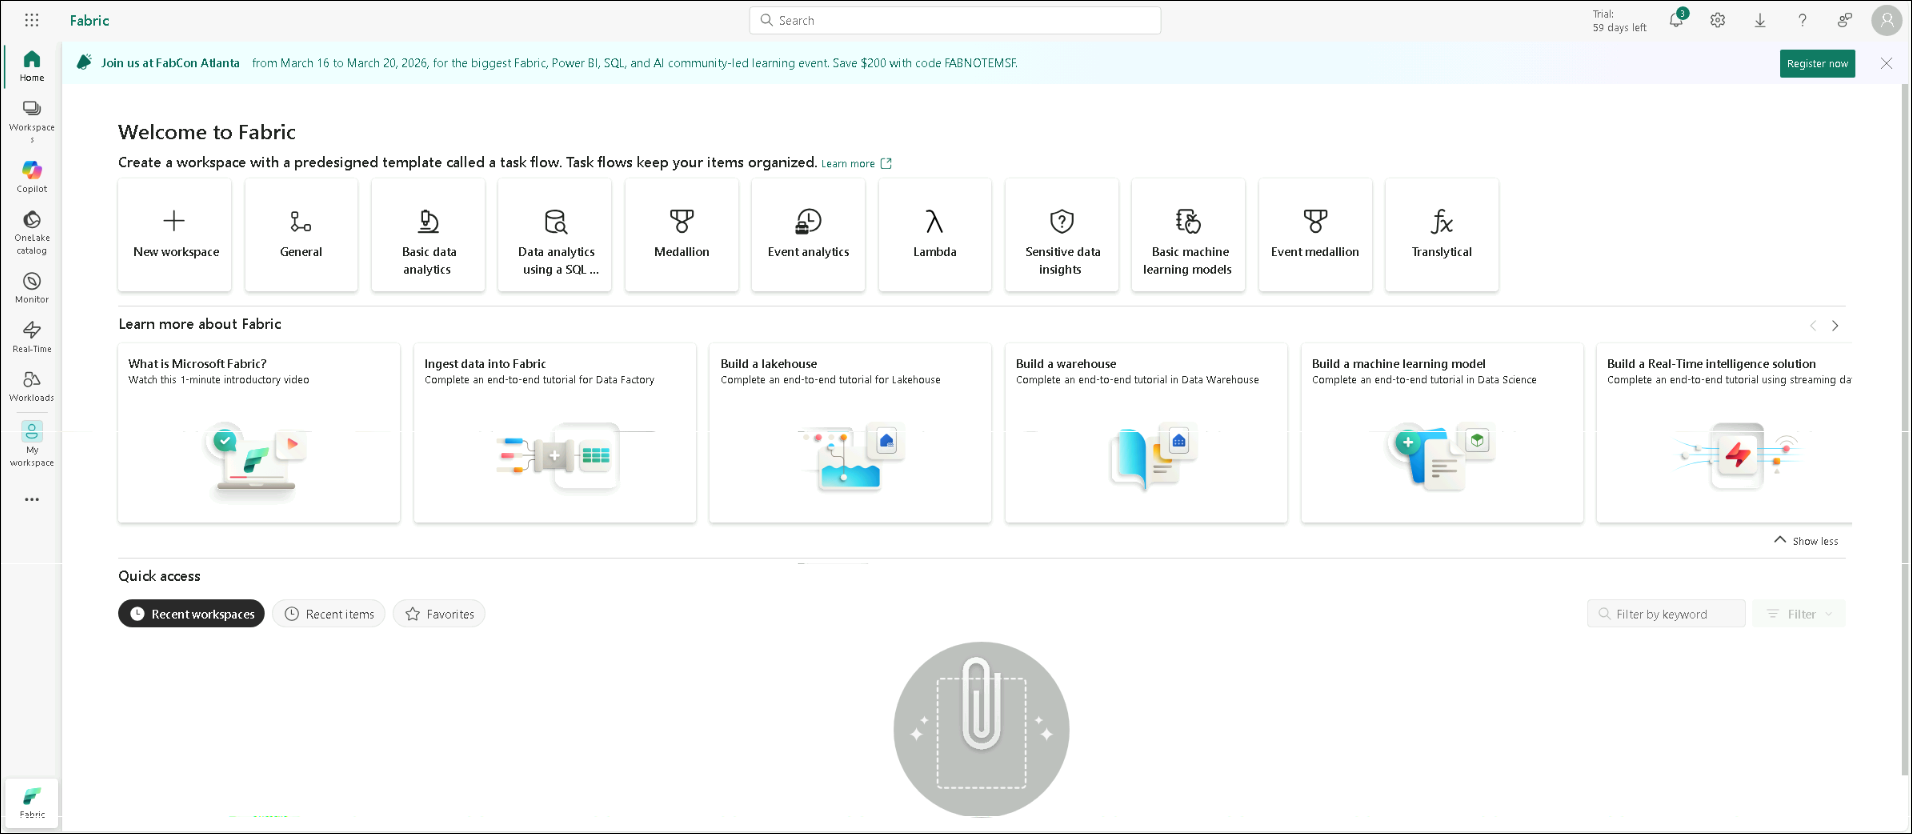 Fabric
Search
Trial:
59 days left
3
Home
Workspace
s
Copilot
OneLake
catalog
Monitor
Real-Time
Workloads
My
workspace
Fabric
Join us at FabCon Atlanta from March 16 to March 20, 2026, for the biggest Fabric, Power BI, SQL, and AI community-led learning event. Save $200 with code FABNOTEMSF.
Register now
Welcome to Fabric
Create a workspace with a predesigned template called a task flow. Task flows keep your items organized. Learn more
New workspace
General
Basic data
analytics
Data analytics
using a SQL ...
Medallion
Event analytics
Lambda
Sensitive data
insights
Basic machine
learning models
Event medallion
Translytical
Learn more about Fabric
What is Microsoft Fabric?
Watch this 1-minute introductory video
Ingest data into Fabric
Complete an end-to-end tutorial for Data Factory
Build a lakehouse
Complete an end-to-end tutorial for Lakehouse
Build a warehouse
Complete an end-to-end tutorial in Data Warehouse
Build a machine learning model
Complete an end-to-end tutorial in Data Science
Build a Real-Time intelligence solution
Complete an end-to-end tutorial using streaming da
Show less
Quick access
Recent workspaces
Recent items
Favorites
Filter by keyword
Filter